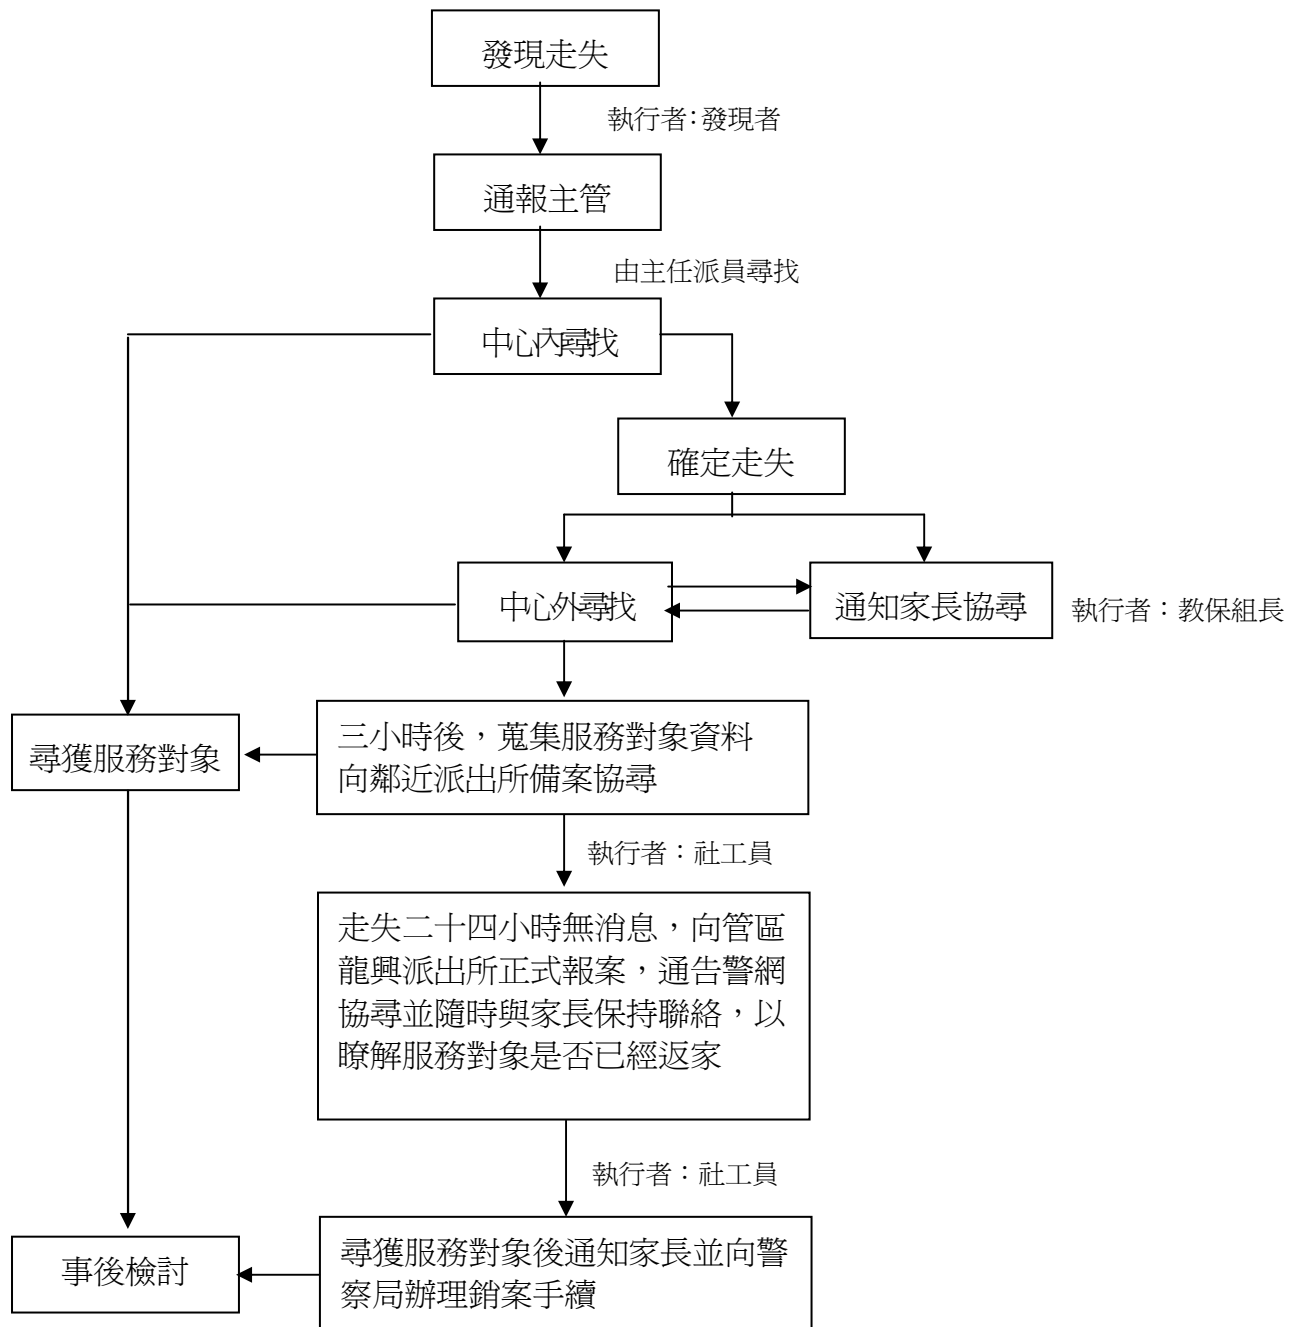 發現走失
執行者:發現者
通報主管
由主任派員尋找
中心內尋找
確定走失
中心外尋找
通知家長協尋
執行者：教保組長
尋獲服務對象
三小時後，蒐集服務對象資料
向鄰近派出所備案協尋
執行者：社工員
走失二十四小時無消息，向管區
龍興派出所正式報案，通告警網
協尋並隨時與家長保持聯絡，以
瞭解服務對象是否已經返家
執行者：社工員
事後檢討
尋獲服務對象後通知家長並向警
察局辦理銷案手續